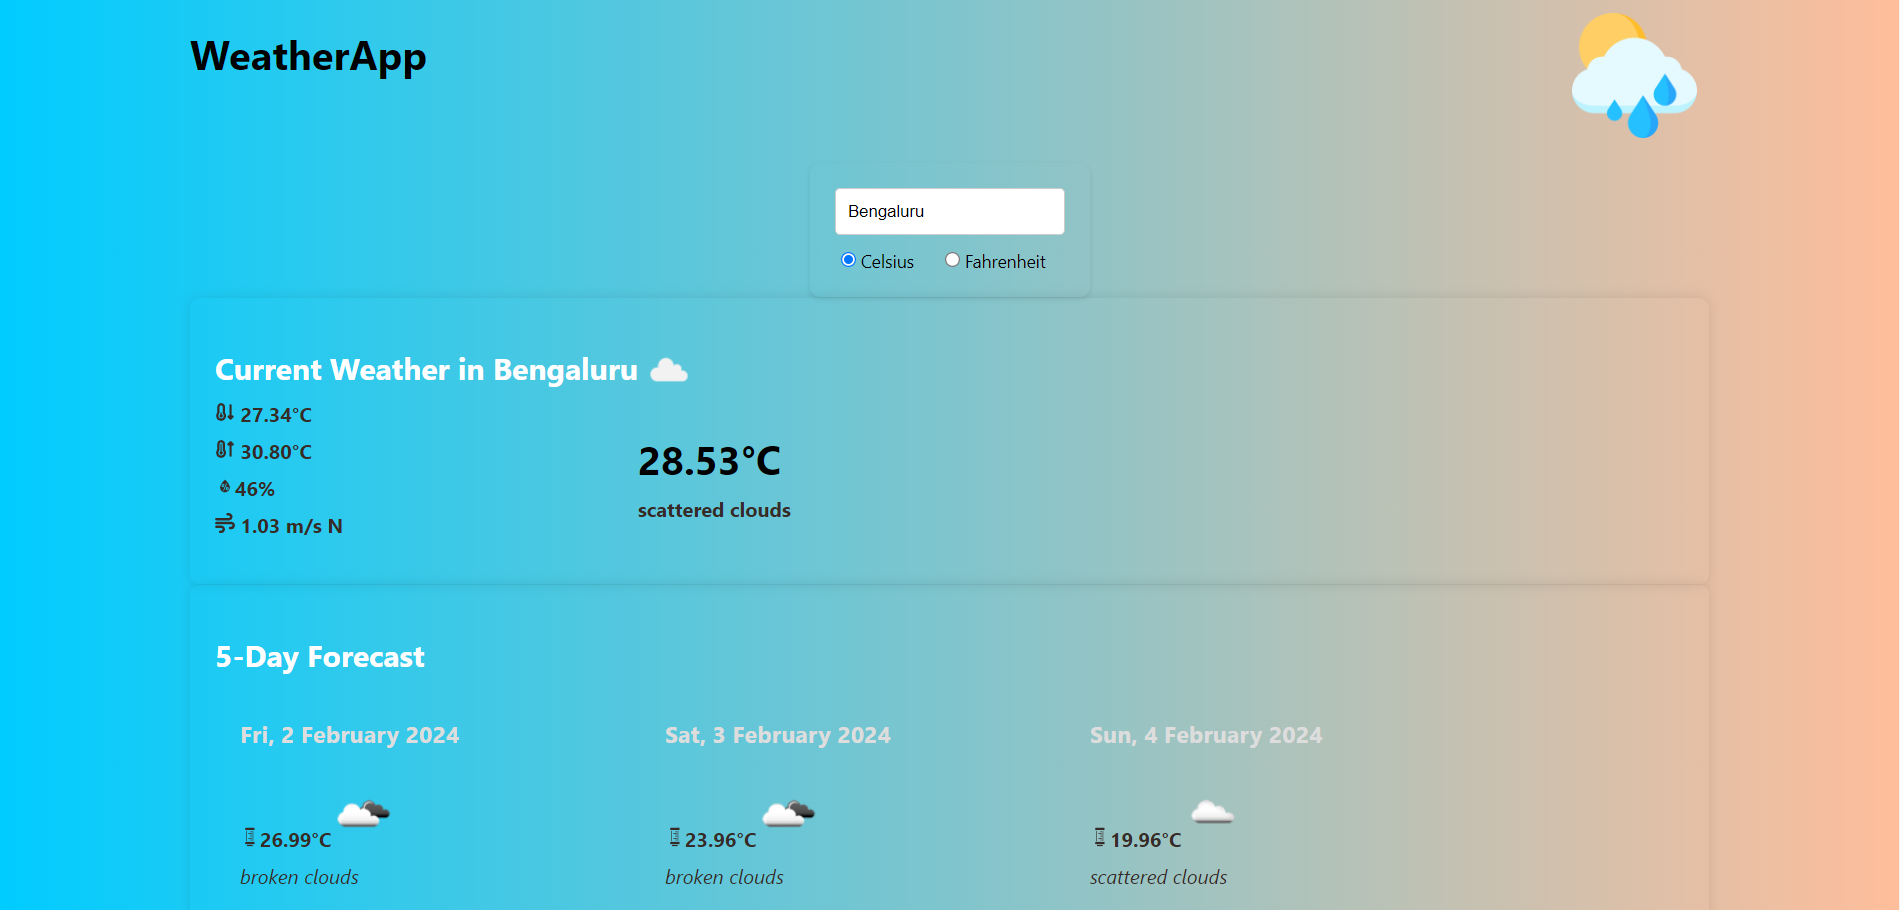 WeatherApp
Bengaluru
Celsius Fahrenheit
Current Weather in Bengaluru
27.34°C
30.80°C
46%
1.03 m/s N
28.53°C
scattered clouds
5-Day Forecast
Fri, 2 February 2024
26.99°C
broken clouds
Sat, 3 February 2024
23.96°C
broken clouds
Sun, 4 February 2024
19.96°C
scattered clouds